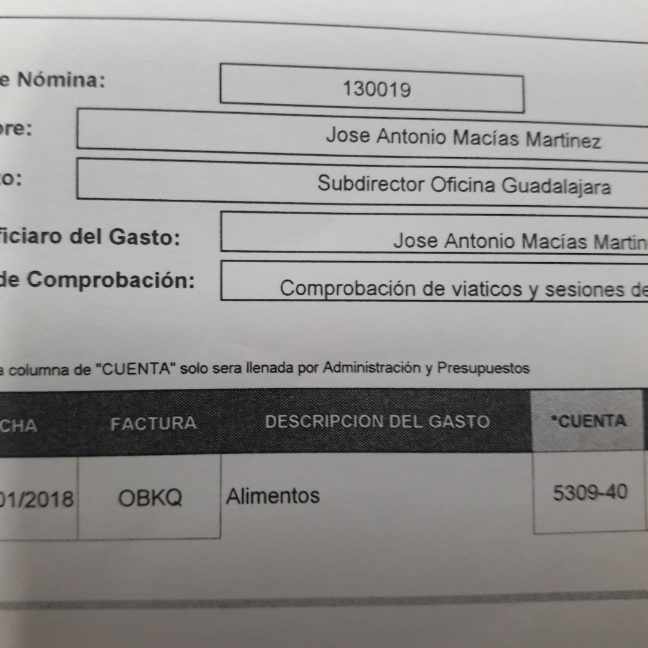 e Nómina: 130019
bre: Jose Antonio Macías Martinez
to: Subdirector Oficina Guadalajara
ficiaro del Gasto: Jose Antonio Macías Martin
de Comprobación: Comprobación de viaticos y sesiones de
a columna de "CUENTA" solo sera llenada por Administración y Presupuestos
CHA FACTURA DESCRIPCION DEL GASTO *CUENTA
01/2018 OBKQ Alimentos 5309-40